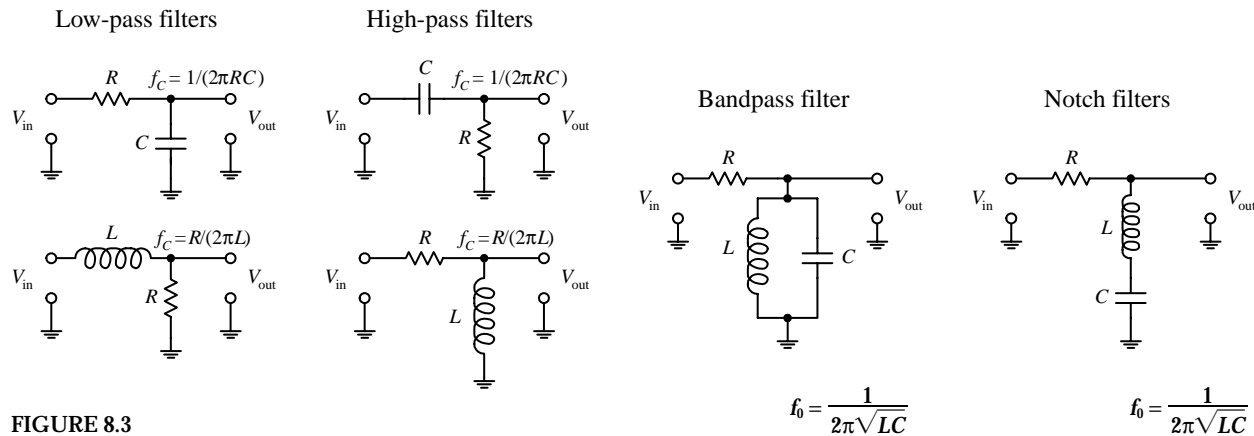 Low-pass filters
High-pass filters
Bandpass filter
Notch filters
R
f_C = 1/(2πRC)
V_in
C
V_out
C
f_C = 1/(2πRC)
V_in
R
V_out
L
f_C = R/(2πL)
V_in
R
V_out
R
f_C = R/(2πL)
V_in
L
V_out
R
V_in
V_out
L
C
R
V_in
V_out
L
C
FIGURE 8.3
f_0 = 1/(2π√LC)
f_0 = 1/(2π√LC)